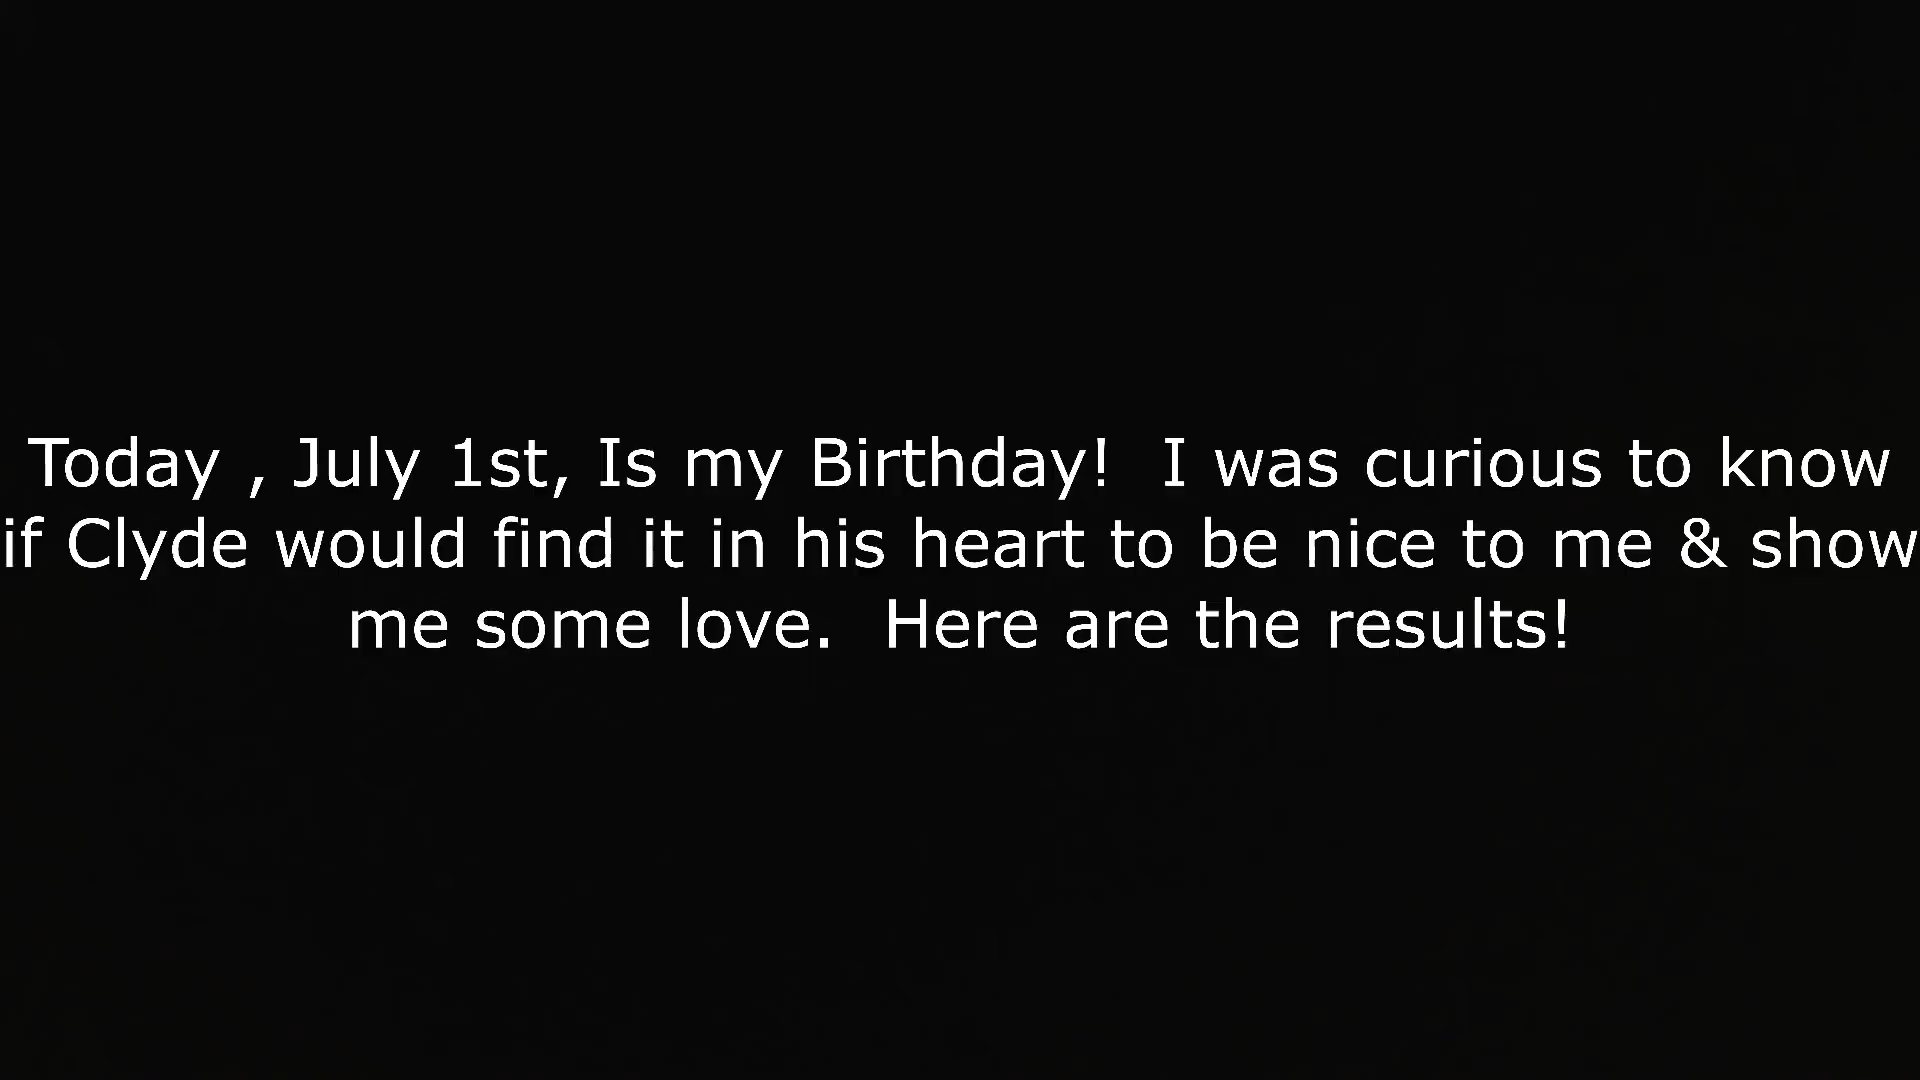 Today , July 1st, Is my Birthday!  I was curious to know
if Clyde would find it in his heart to be nice to me & show
me some love.  Here are the results!